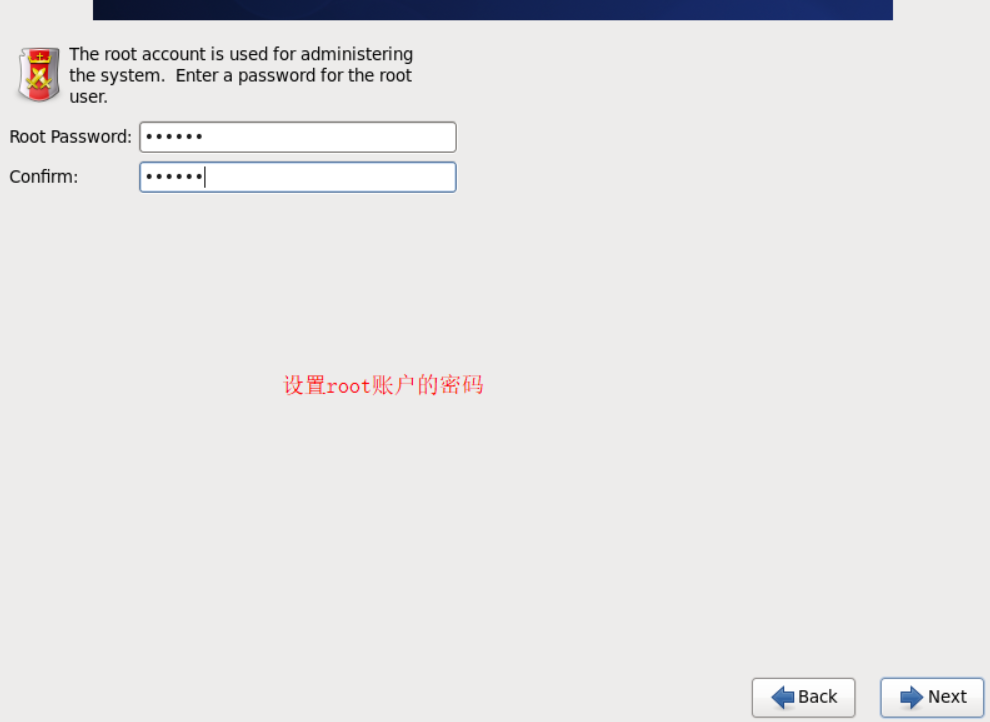 The root account is used for administering
the system.  Enter a password for the root
user.
Root Password: ••••••
Confirm: ••••••
设置root账户的密码
Back
Next